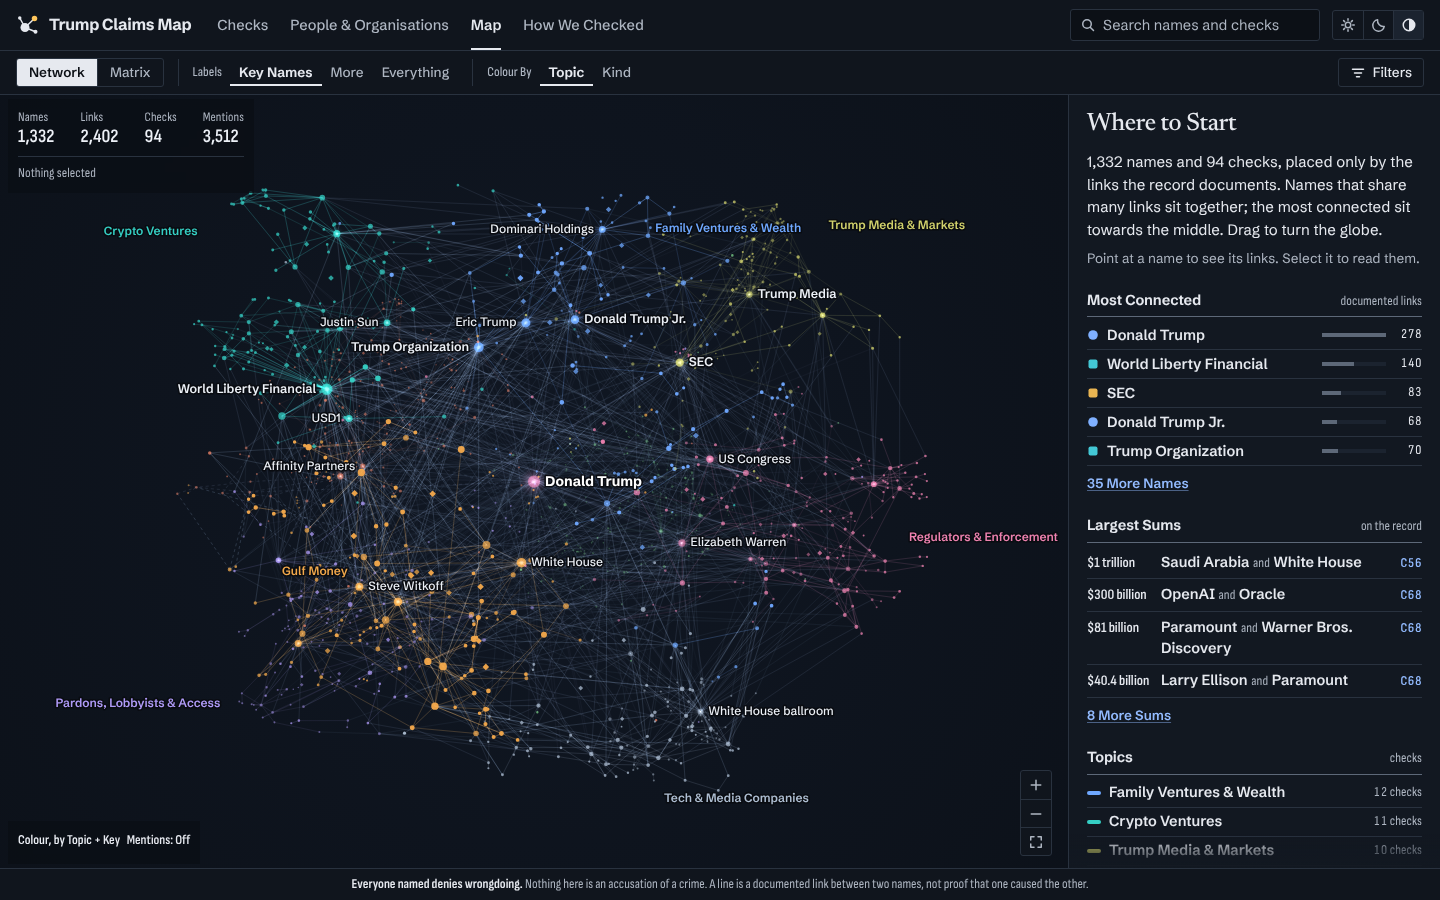 Trump Claims Map
Checks
People & Organisations
Map
How We Checked
Search names and checks
Network
Matrix
Labels
Key Names
More
Everything
Colour By
Topic
Kind
Filters
Names
Links
Checks
Mentions
1,332
2,402
94
3,512
Nothing selected
Crypto Ventures
Dominari Holdings
Family Ventures & Wealth
Trump Media & Markets
Trump Media
Justin Sun
Eric Trump
Donald Trump Jr.
Trump Organization
SEC
World Liberty Financial
USD1
Affinity Partners
US Congress
Donald Trump
Regulators & Enforcement
Elizabeth Warren
White House
Gulf Money
Steve Witkoff
Pardons, Lobbyists & Access
White House ballroom
Tech & Media Companies
Colour, by Topic + Key
Mentions: Off
Where to Start
1,332 names and 94 checks, placed only by the
links the record documents. Names that share
many links sit together; the most connected sit
towards the middle. Drag to turn the globe.
Point at a name to see its links. Select it to read them.
Most Connected
documented links
Donald Trump
278
World Liberty Financial
140
SEC
83
Donald Trump Jr.
68
Trump Organization
70
35 More Names
Largest Sums
on the record
$1 trillion
Saudi Arabia and White House
C56
$300 billion
OpenAI and Oracle
C68
$81 billion
Paramount and Warner Bros.
Discovery
C68
$40.4 billion
Larry Ellison and Paramount
C68
8 More Sums
Topics
checks
Family Ventures & Wealth
12 checks
Crypto Ventures
11 checks
Trump Media & Markets
10 checks
Everyone named denies wrongdoing. Nothing here is an accusation of a crime. A line is a documented link between two names, not proof that one caused the other.